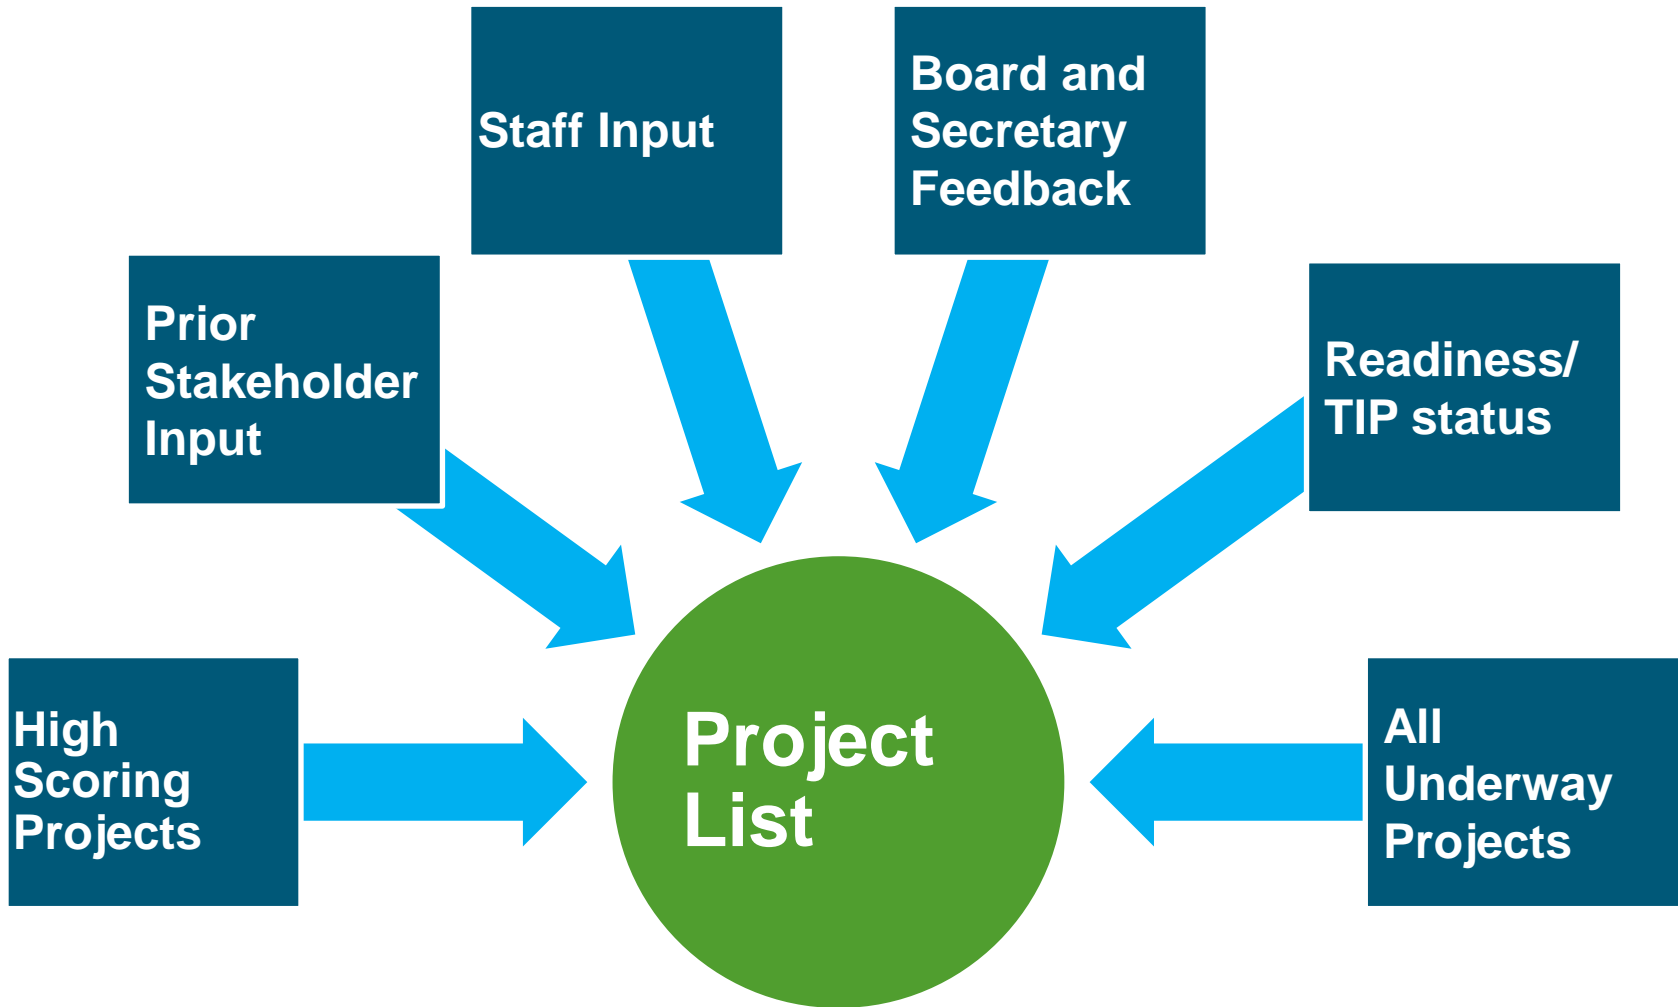 Staff Input
Board and
Secretary
Feedback
Prior
Stakeholder
Input
Readiness/
TIP status
High
Scoring
Projects
Project
List
All
Underway
Projects